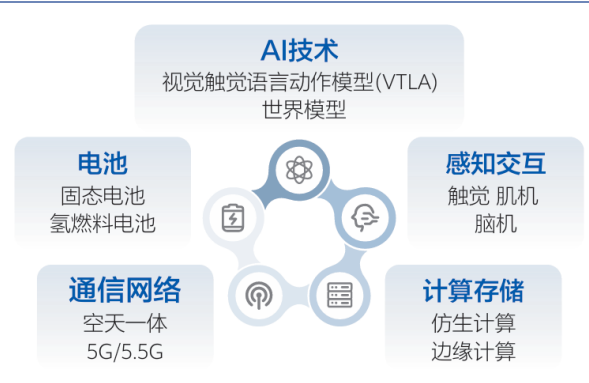 AI技术
视觉触觉语言动作模型(VTLA)
世界模型
电池
固态电池
氢燃料电池
感知交互
触觉 肌机
脑机
通信网络
空天一体
5G/5.5G
计算存储
仿生计算
边缘计算